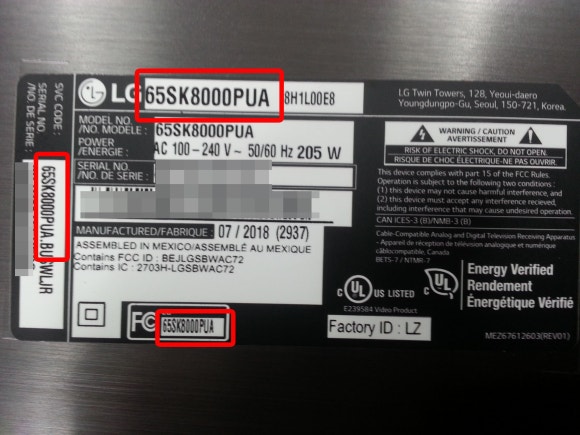 LG 65SK8000PUA 8H1L00E8
LG Twin Towers, 128, Yeoui-daero
Youngdungpo-Gu, Seoul, 150-721, Korea.
MODEL NO
/NO. MODELE : 65SK8000PUA
POWER
/ENERGIE : AC 100-240 V ~ 50/60 Hz 205 W
SERIAL NO.
/NO. DE SERIE :
MANUFACTURED/FABRIQUE: 07 / 2018 (2937)
ASSEMBLED IN MEXICO/ASSEMBLÉ AU MEXIQUE
Contains FCC ID : BEJLGSBWAC72
Contains IC : 2703H-LGSBWAC72
FC
65SK8000PUA
WARNING / CAUTION
AVERTISSEMENT
RISK OF ELECTRIC SHOCK, DO NOT OPEN.
RISQUE DE CHOC ÉLECTRIQUE-NE PAS OUVRIR.
This device complies with part 15 of the FCC Rules.
Operation is subject to the following two conditions :
(1) this device may not cause harmful interference, and
(2) this device must accept any interference recieved,
including interference that may cause undesired operation.
CAN ICES-3 (B)/NMB-3 (B)
Cable-Compatible Analog and Digital Television Receiving Apparatus
- Appareil de réception de télévision analogique et numérique
câblocompatible, Canada
BETS-7 / NTMB-7
C UL US LISTED
E239584 Video Product
Energy Verified
Rendement
Énergétique Vérifié
Factory ID : LZ
MEZ67612603(REV01)
SVC CODE :
SERIAL NO.
/NO. DE SERIE :
65SK8000PUA.BUSWLJR